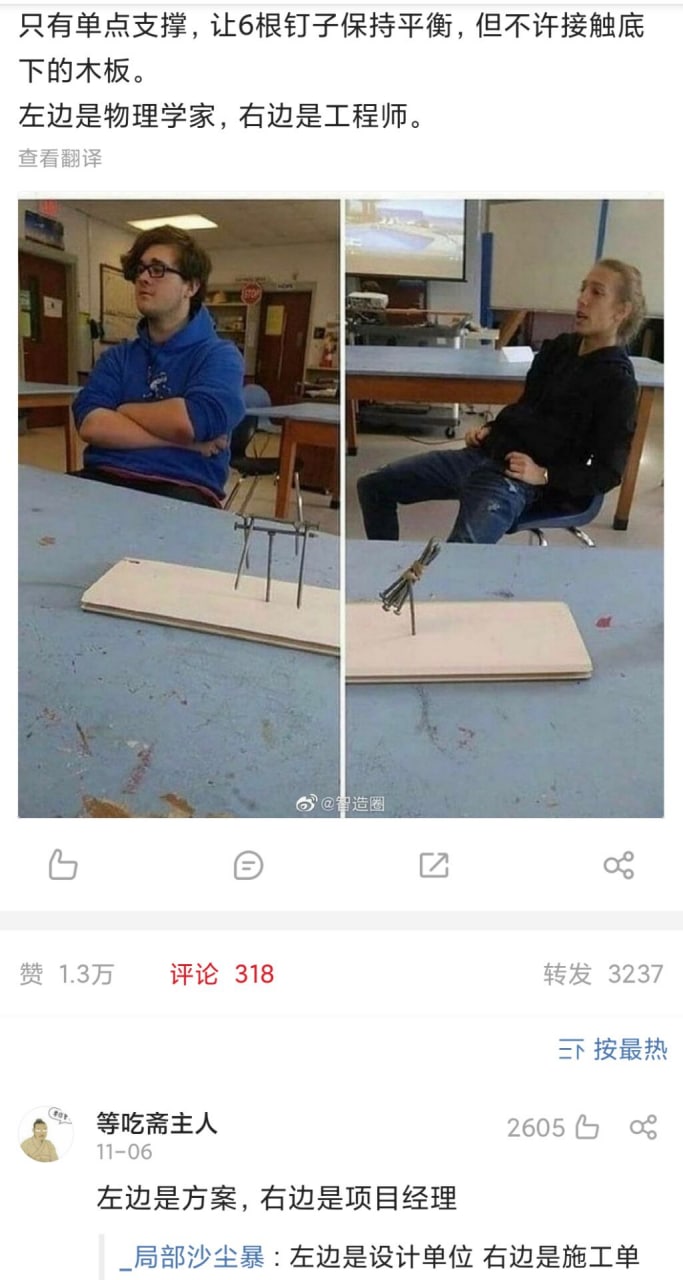 只有单点支撑，让6根钉子保持平衡，但不许接触底
下的木板。
左边是物理学家，右边是工程师。
查看翻译
STOP
@智造圈
赞 1.3万 评论 318 转发 3237
按最热
等吃斋主人 2605
11-06
左边是方案，右边是项目经理
_局部沙尘暴：左边是设计单位 右边是施工单